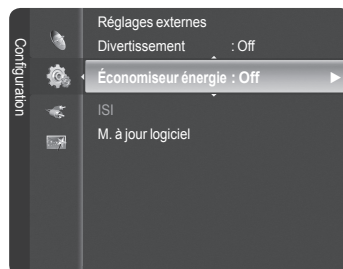 Configuration
Réglages externes
Divertissement : Off
Économiseur énergie : Off
ISI
M. à jour logiciel